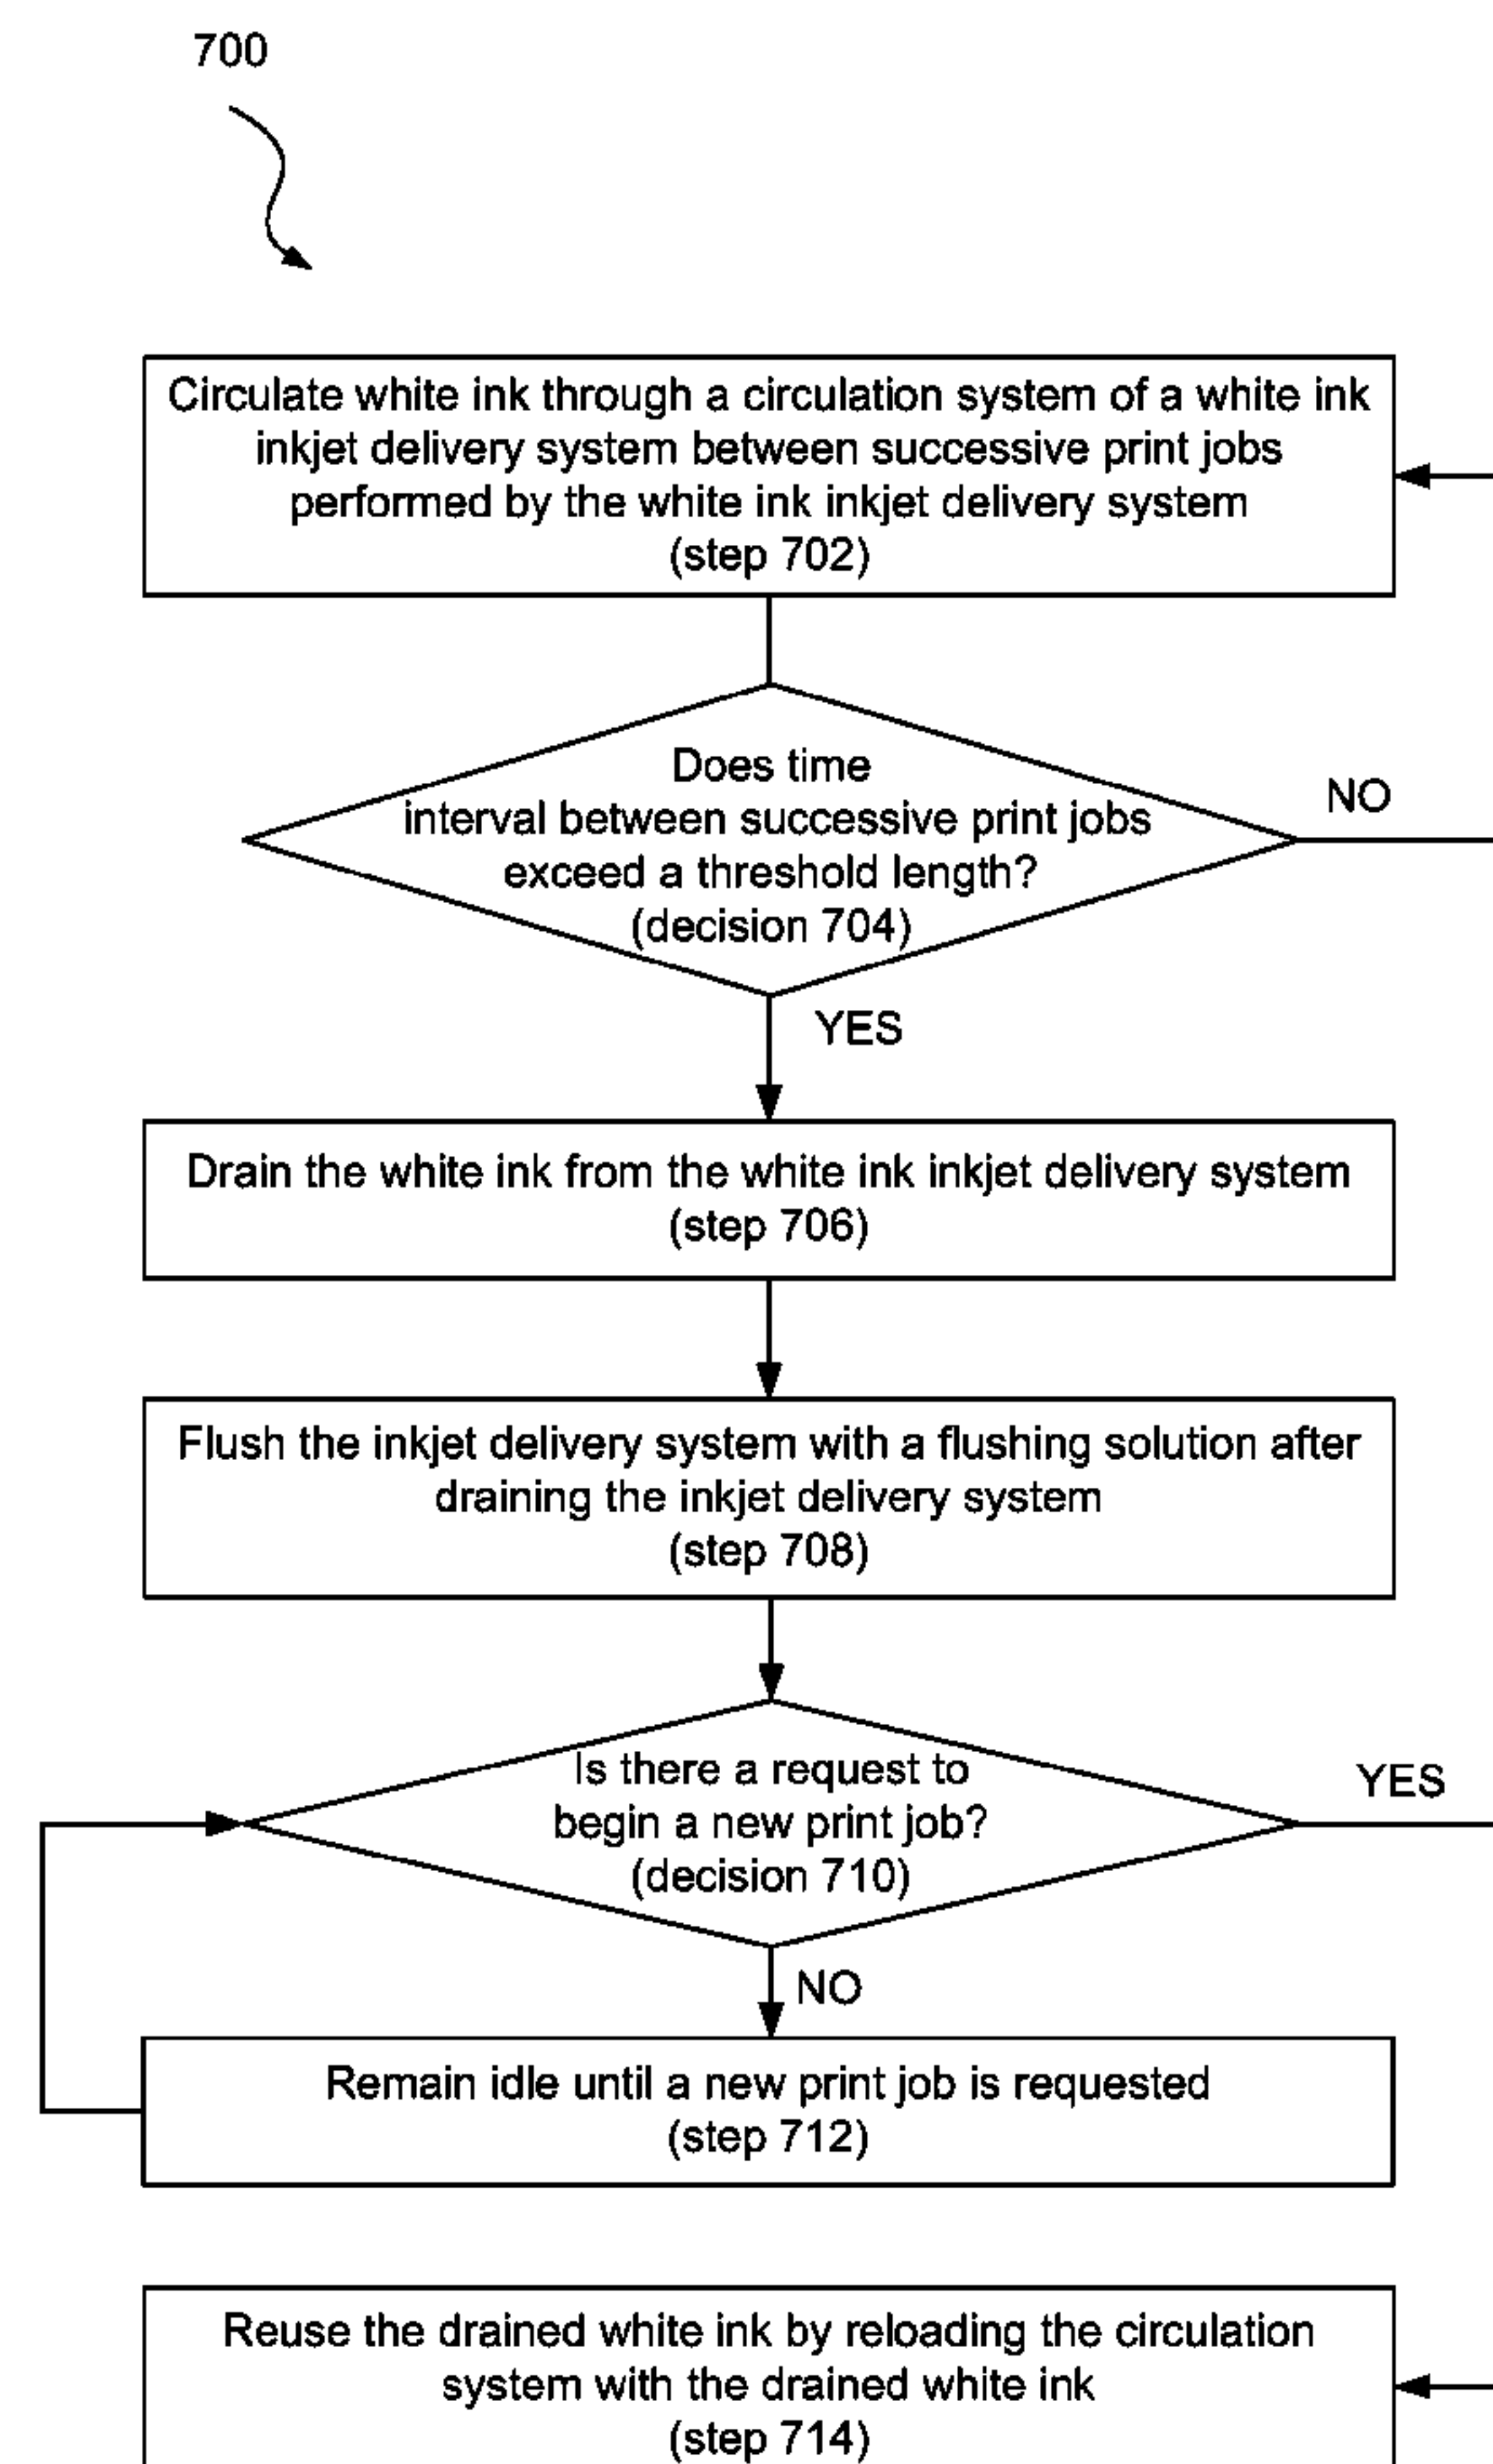 700
Circulate white ink through a circulation system of a white ink
inkjet delivery system between successive print jobs
performed by the white ink inkjet delivery system
(step 702)
Does time
interval between successive print jobs
exceed a threshold length?
(decision 704)
NO
YES
Drain the white ink from the white ink inkjet delivery system
(step 706)
Flush the inkjet delivery system with a flushing solution after
draining the inkjet delivery system
(step 708)
Is there a request to
begin a new print job?
(decision 710)
YES
NO
Remain idle until a new print job is requested
(step 712)
Reuse the drained white ink by reloading the circulation
system with the drained white ink
(step 714)